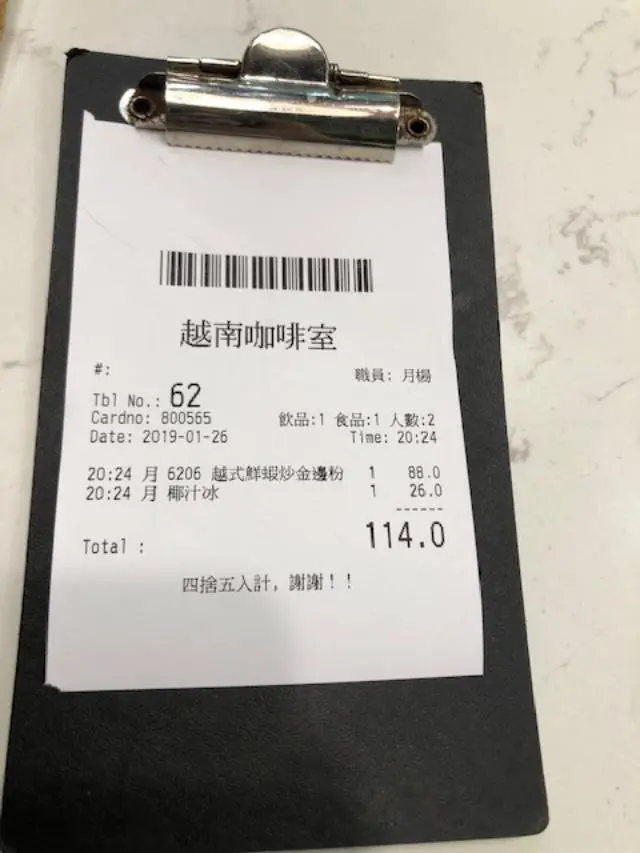 越南咖啡室
#:
職員: 月楊
Tbl No.: 62
Cardno: 800565 飲品:1 食品:1 人數:2
Date: 2019-01-26 Time: 20:24
20:24 月 6206 越式鮮蝦炒金邊粉 1 88.0
20:24 月 椰汁冰 1 26.0
------
Total : 114.0
四捨五入計, 謝謝!!